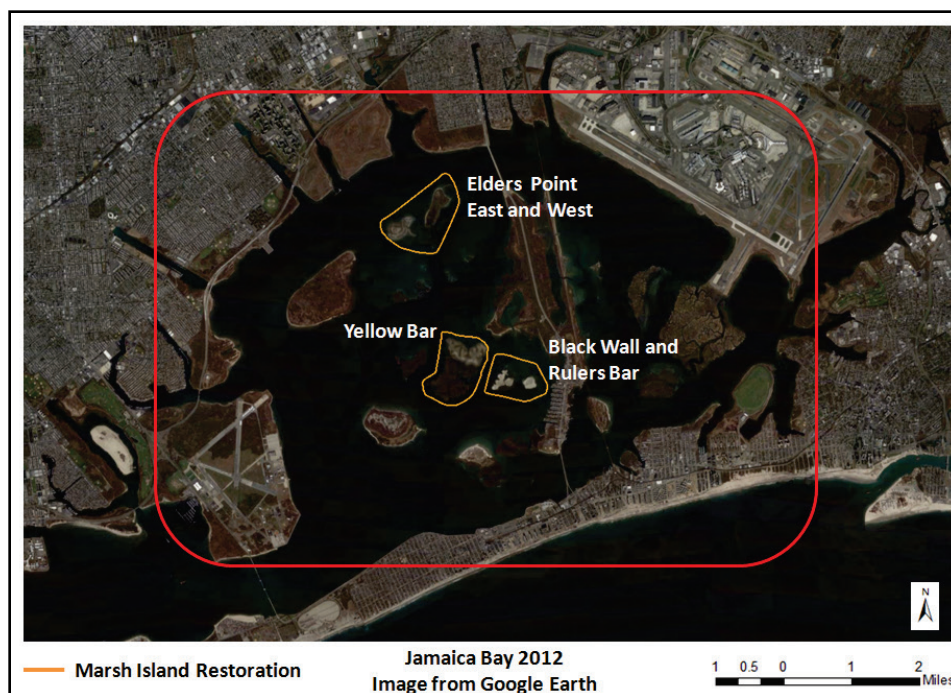 Elders Point
East and West
Yellow Bar
Black Wall and
Rulers Bar
N
Marsh Island Restoration
Jamaica Bay 2012
Image from Google Earth
1 0.5 0 1 2
Miles